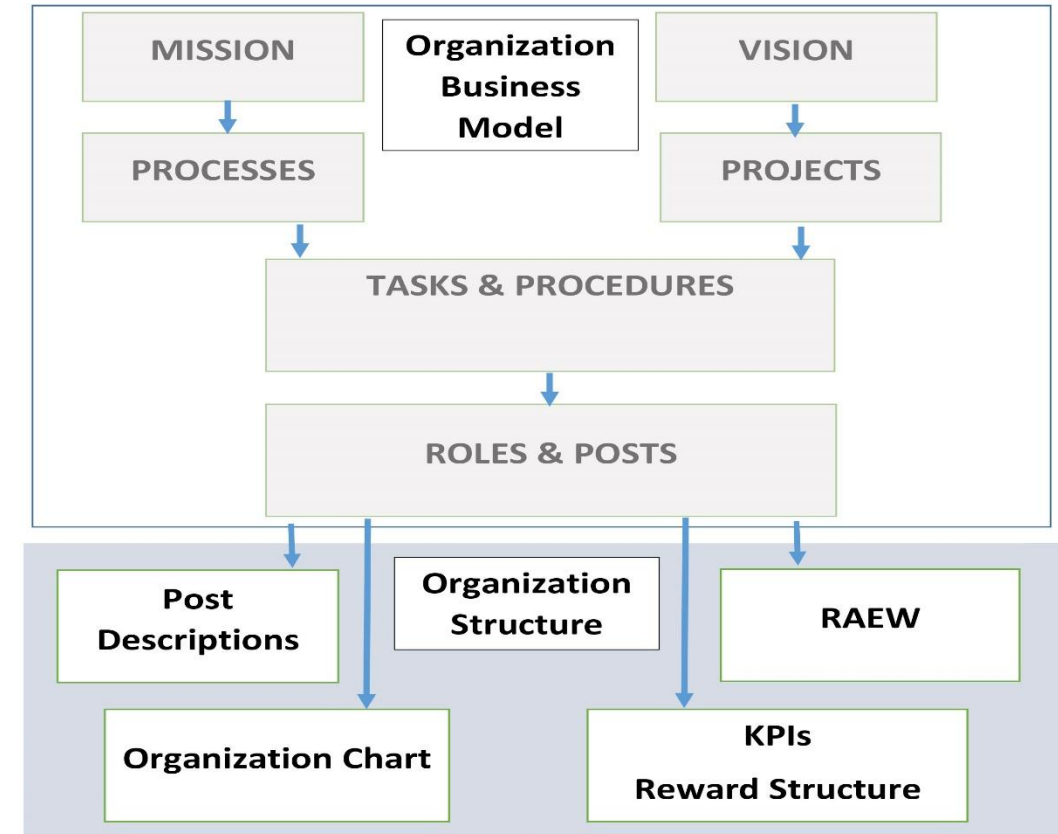 MISSION
Organization
Business
Model
VISION
PROCESSES
PROJECTS
TASKS & PROCEDURES
ROLES & POSTS
Post
Descriptions
Organization
Structure
RAEW
Organization Chart
KPIs
Reward Structure